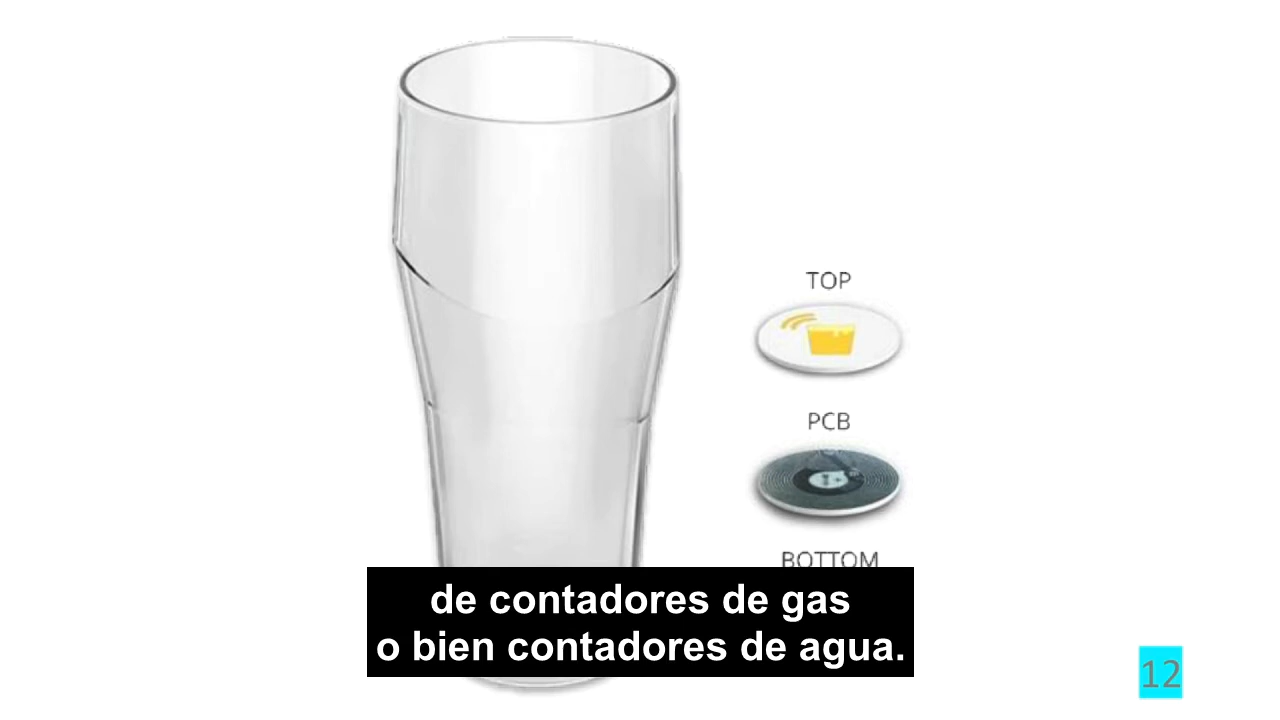 TOP
PCB
BOTTOM
de contadores de gas
o bien contadores de agua.
12